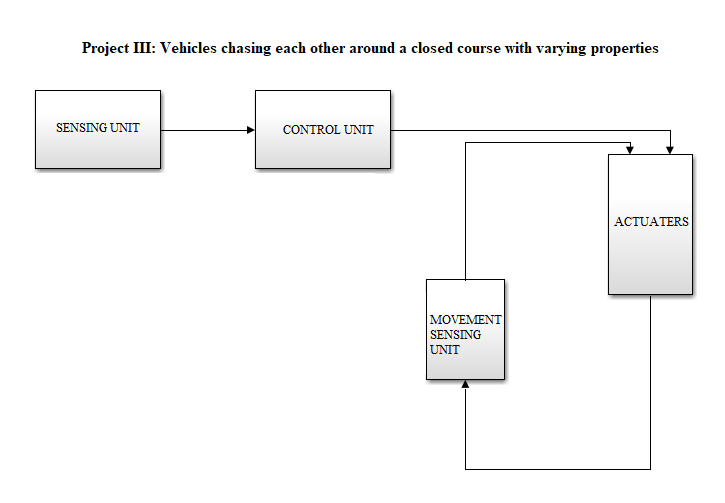 Project III: Vehicles chasing each other around a closed course with varying properties
SENSING UNIT
CONTROL UNIT
ACTUATERS
MOVEMENT
SENSING
UNIT